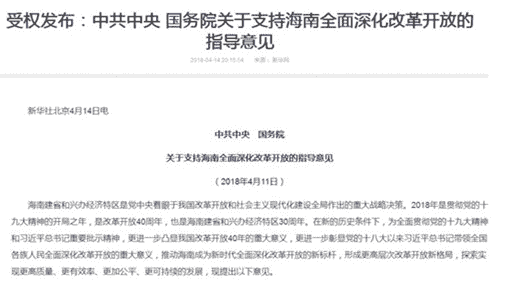 受权发布：中共中央 国务院关于支持海南全面深化改革开放的
指导意见
2018-04-14 20:15:04 来源：新华网
新华社北京4月14日电
中共中央　国务院
关于支持海南全面深化改革开放的指导意见
（2018年4月11日）
海南建省和兴办经济特区是党中央着眼于我国改革开放和社会主义现代化建设全局作出的重大战略决策。2018年是贯彻党的十
九大精神的开局之年，是改革开放40周年，也是海南建省和兴办经济特区30周年。在新的历史条件下，为全面贯彻党的十九大精神
和习近平总书记重要批示精神，更进一步凸显我国改革开放40年的重大意义，更进一步彰显党的十八大以来习近平总书记带领全国
各族人民全面深化改革开放的重大意义，推动海南成为新时代全面深化改革开放的新标杆，形成更高层次改革开放新格局，探索实
现更高质量、更有效率、更加公平、更可持续的发展，现提出以下意见。